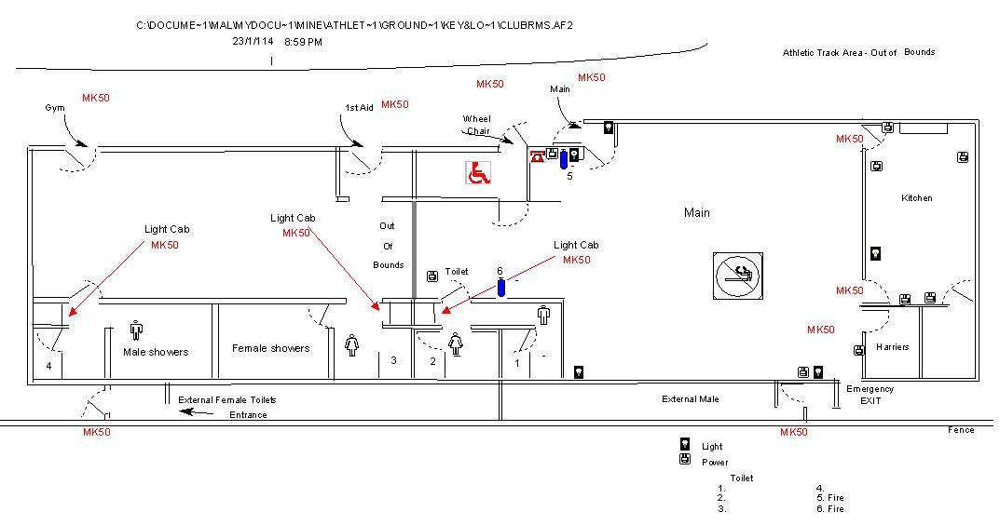 C:\DOCUME~1\MAL\MYDOCU~1\MINE\ATHLET~1\GROUND~1\KEY&LO~1\CLUBRMS.AF2
23/1/114 8:59 PM
Athletic Track Area - Out of Bounds
MK50
MK50
MK50
MK50
Gym
1st Aid
Wheel
Chair
Main
MK50
5
Kitchen
Main
Light Cab
MK50
Light Cab
MK50
Out
Of
Bounds
Light Cab
MK50
Toilet
6
MK50
MK50
Male showers
Female showers
Harriers
4
3
2
1
External Female Toilets
Entrance
External Male
Emergency
EXIT
MK50
MK50
Fence
Light
Power
Toilet
1.
2.
3.
4.
5. Fire
6. Fire